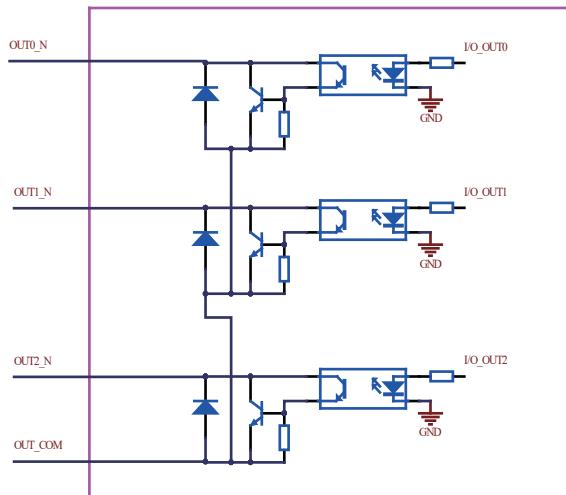 OUT0_N
I/O_OUT0
GND
OUT1_N
I/O_OUT1
GND
OUT2_N
I/O_OUT2
GND
OUT_COM